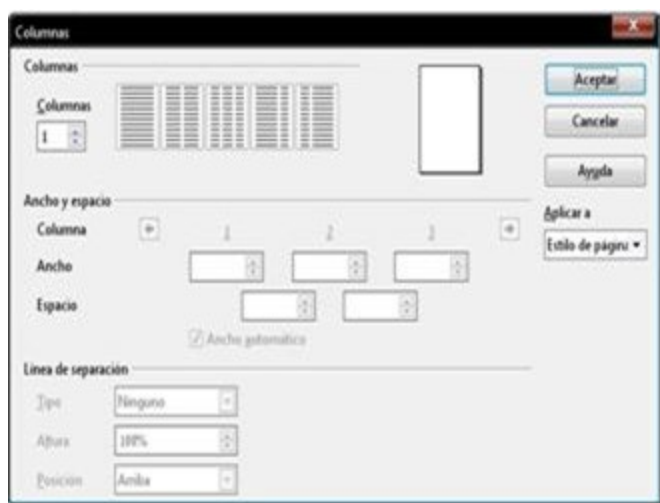 Columnas
Columnas
Columnas
1
Aceptar
Cancelar
Ayuda
Ancho y espacio
Aplicar a
Columna 1 2 3
Estilo de página
Ancho
Espacio
Ancho automático
Línea de separación
Tipo Ninguno
Altura 100%
Posición Arriba